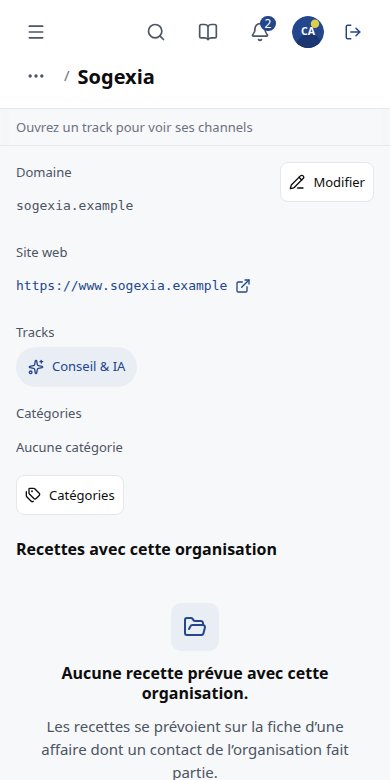 2
CA
/ Sogexia
Ouvrez un track pour voir ses channels
Domaine
Modifier
sogexia.example
Site web
https://www.sogexia.example
Tracks
Conseil & IA
Catégories
Aucune catégorie
Catégories
Recettes avec cette organisation
Aucune recette prévue avec cette
organisation.
Les recettes se prévoient sur la fiche d’une
affaire dont un contact de l’organisation fait
partie.